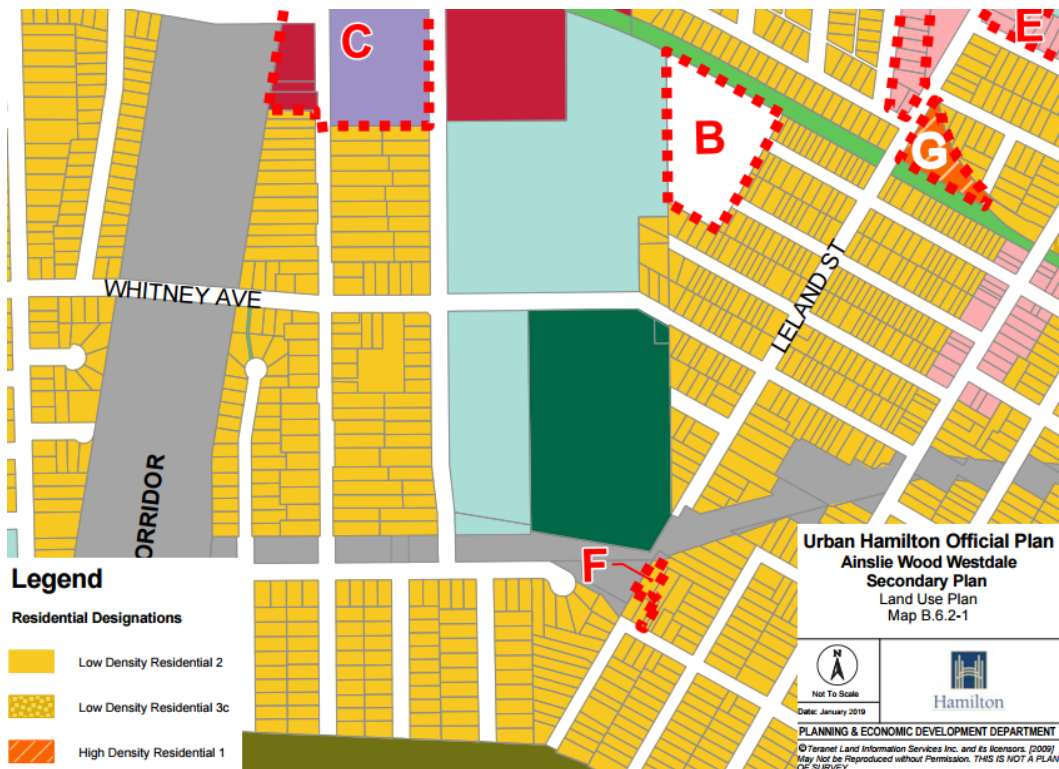 C
E
B
G
WHITNEY AVE
LELAND ST
ORRIDOR
F
Legend
Residential Designations
Low Density Residential 2
Low Density Residential 3c
High Density Residential 1
Urban Hamilton Official Plan
Ainslie Wood Westdale
Secondary Plan
Land Use Plan
Map B.6.2-1
N
Not To Scale
Date: January 2019
Hamilton
PLANNING & ECONOMIC DEVELOPMENT DEPARTMENT
© Teranet Land Information Services Inc. and its licensors. [2009]
May Not be Reproduced without Permission. THIS IS NOT A PLAN
OF SURVEY